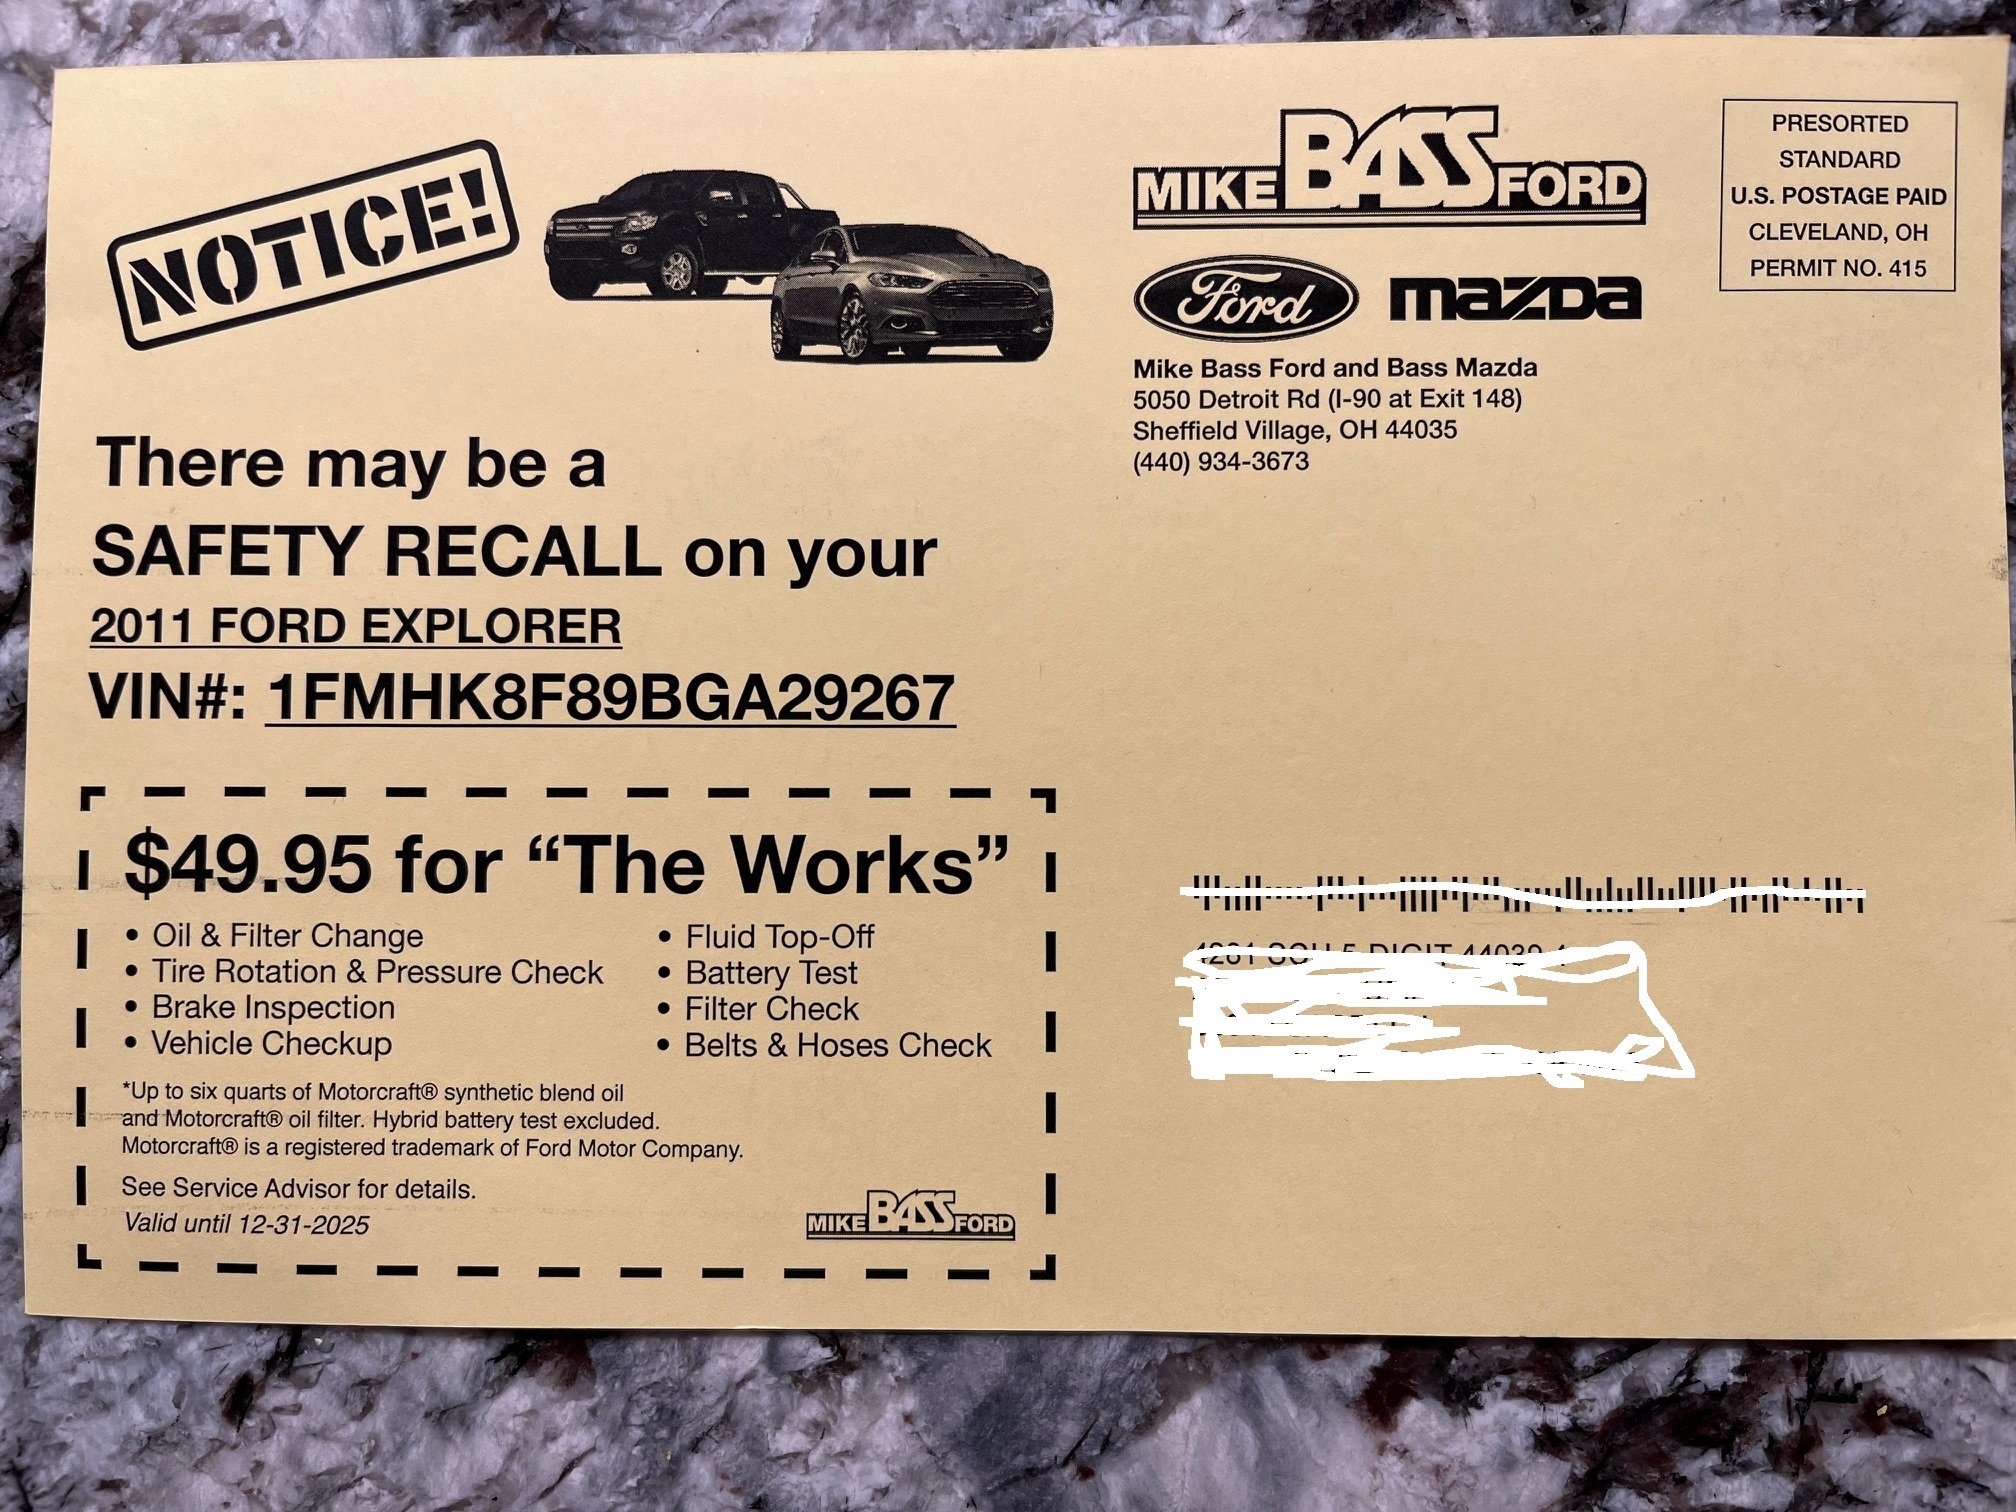 NOTICE!
There may be a
SAFETY RECALL on your
2011 FORD EXPLORER
VIN#: 1FMHK8F89BGA29267
$49.95 for “The Works”
• Oil & Filter Change
• Tire Rotation & Pressure Check
• Brake Inspection
• Vehicle Checkup
• Fluid Top-Off
• Battery Test
• Filter Check
• Belts & Hoses Check
*Up to six quarts of Motorcraft® synthetic blend oil
and Motorcraft® oil filter. Hybrid battery test excluded.
Motorcraft® is a registered trademark of Ford Motor Company.
See Service Advisor for details.
Valid until 12-31-2025
MIKE BASS FORD
MIKE BASS FORD
Ford mazda
Mike Bass Ford and Bass Mazda
5050 Detroit Rd (I-90 at Exit 148)
Sheffield Village, OH 44035
(440) 934-3673
PRESORTED
STANDARD
U.S. POSTAGE PAID
CLEVELAND, OH
PERMIT NO. 415